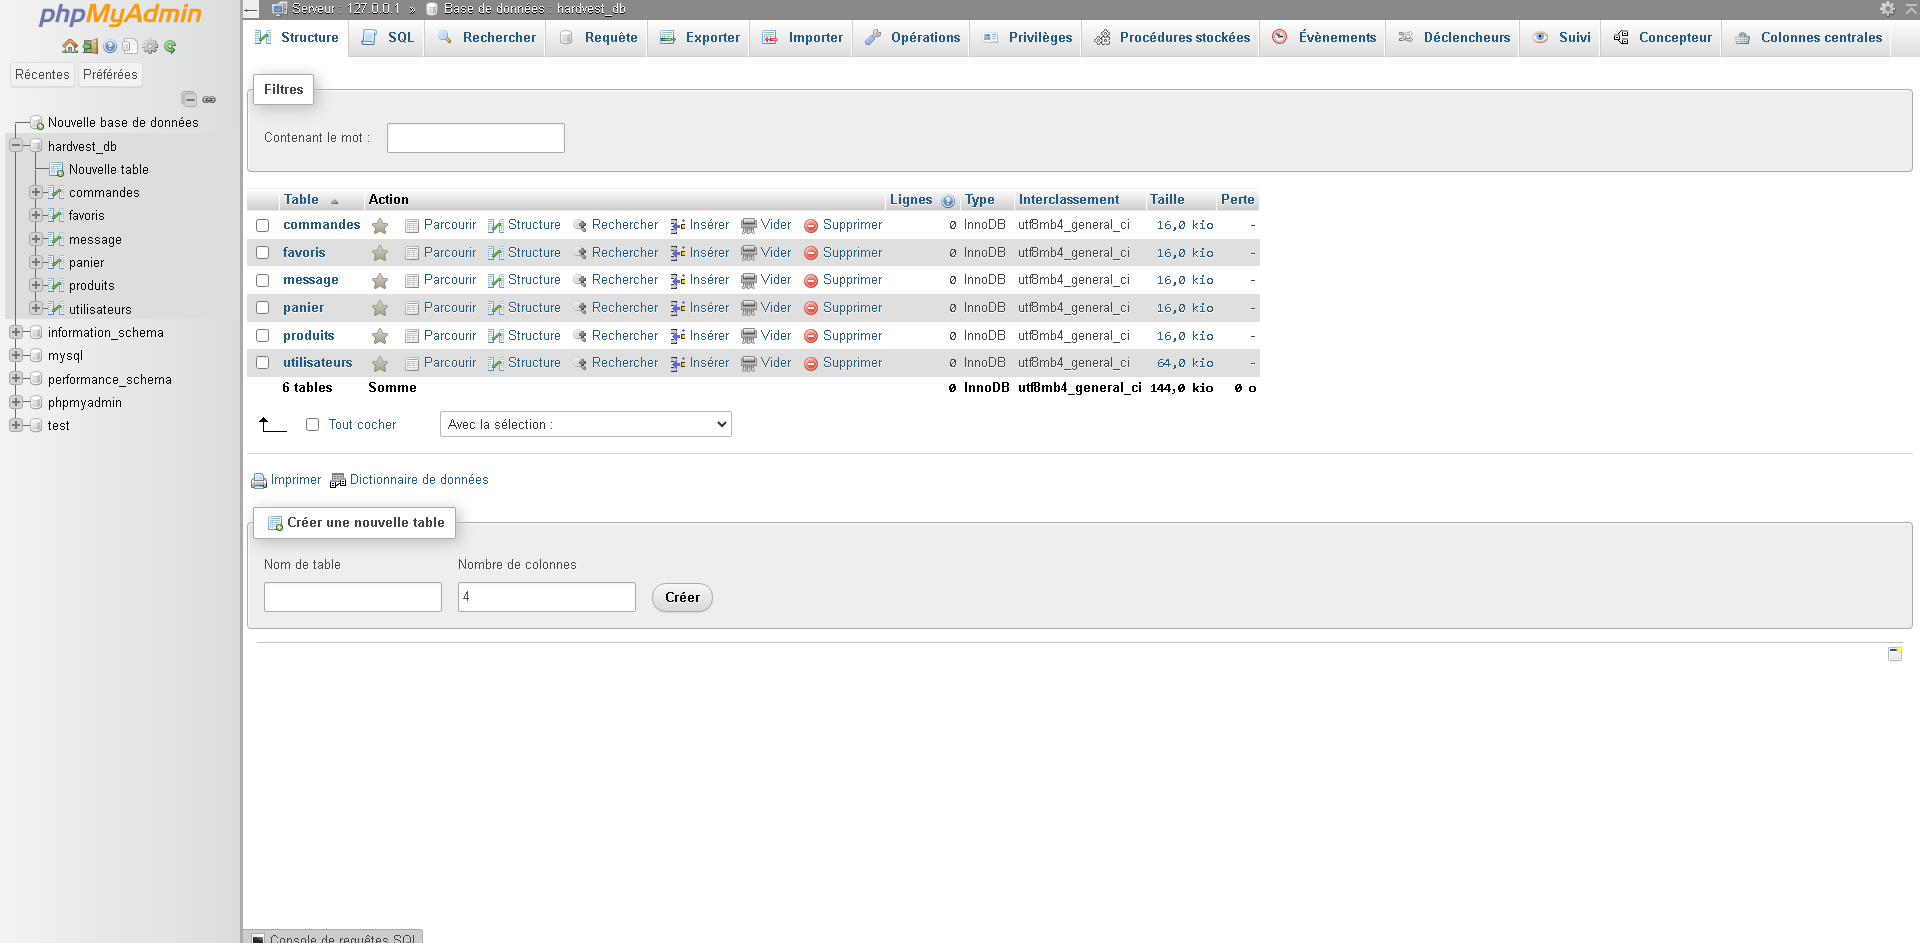 phpMyAdmin
Récentes Préférées
Nouvelle base de données
hardvest_db
Nouvelle table
commandes
favoris
message
panier
produits
utilisateurs
information_schema
mysql
performance_schema
phpmyadmin
test
Serveur : 127.0.0.1 » Base de données : hardvest_db
Structure SQL Rechercher Requête Exporter Importer Opérations Privilèges Procédures stockées Évènements Déclencheurs Suivi Concepteur Colonnes centrales
Filtres
Contenant le mot :
Table Action Lignes Type Interclassement Taille Perte
commandes Parcourir Structure Rechercher Insérer Vider Supprimer 0 InnoDB utf8mb4_general_ci 16,0 kio -
favoris Parcourir Structure Rechercher Insérer Vider Supprimer 0 InnoDB utf8mb4_general_ci 16,0 kio -
message Parcourir Structure Rechercher Insérer Vider Supprimer 0 InnoDB utf8mb4_general_ci 16,0 kio -
panier Parcourir Structure Rechercher Insérer Vider Supprimer 0 InnoDB utf8mb4_general_ci 16,0 kio -
produits Parcourir Structure Rechercher Insérer Vider Supprimer 0 InnoDB utf8mb4_general_ci 16,0 kio -
utilisateurs Parcourir Structure Rechercher Insérer Vider Supprimer 0 InnoDB utf8mb4_general_ci 64,0 kio -
6 tables Somme 0 InnoDB utf8mb4_general_ci 144,0 kio 0 o
Tout cocher Avec la sélection :
Imprimer Dictionnaire de données
Créer une nouvelle table
Nom de table Nombre de colonnes
4 Créer
Console de requêtes SQL